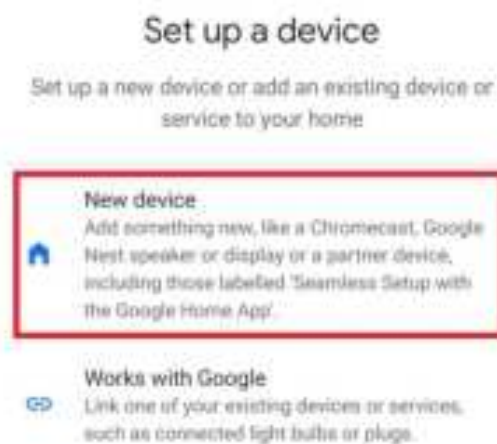 Set up a device
Set up a new device or add an existing device or
service to your home
New device
Add something new, like a Chromecast, Google
Nest speaker or display or a partner device,
including those labelled 'Seamless Setup with
the Google Home App'.
Works with Google
Link one of your existing devices or services,
such as connected light bulbs or plugs.